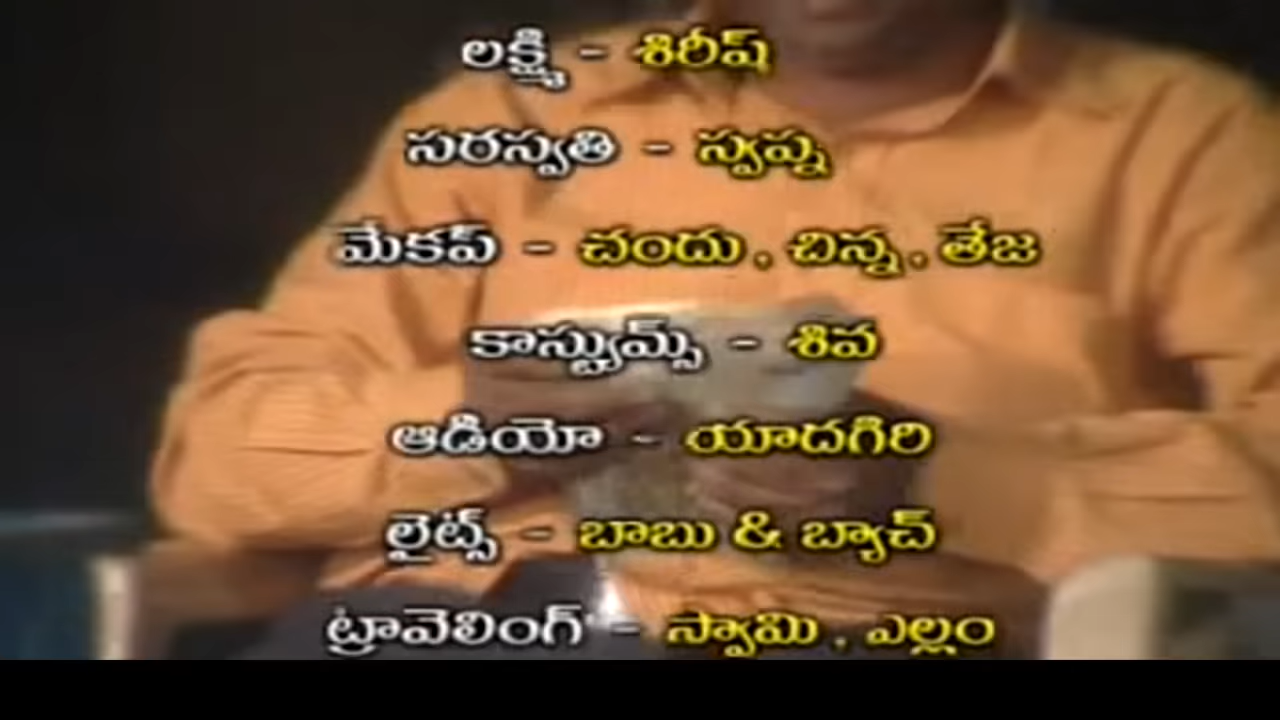 లక్ష్మి - శిరీష్
సరస్వతి - స్వప్న
మేకప్ - చందు , చిన్న , తేజ
కాస్ట్యుమ్స్ - శివ
ఆడియో - యాదగిరి
లైట్స్ - బాబు & బ్యాచ్
ట్రావెలింగ్ - స్వామి , ఎల్లం